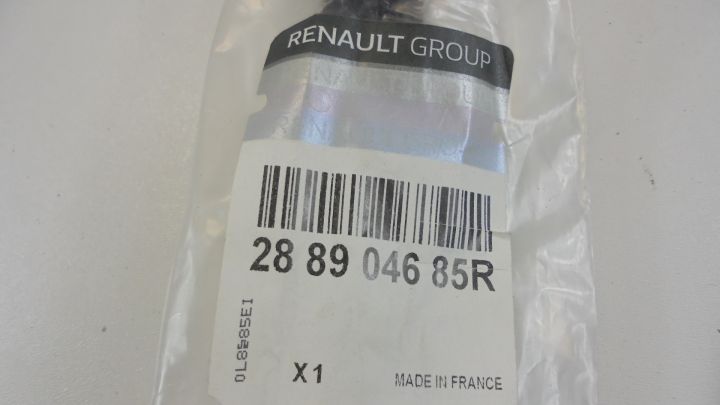 RENAULT GROUP
28 89 046 85R
X1
MADE IN FRANCE